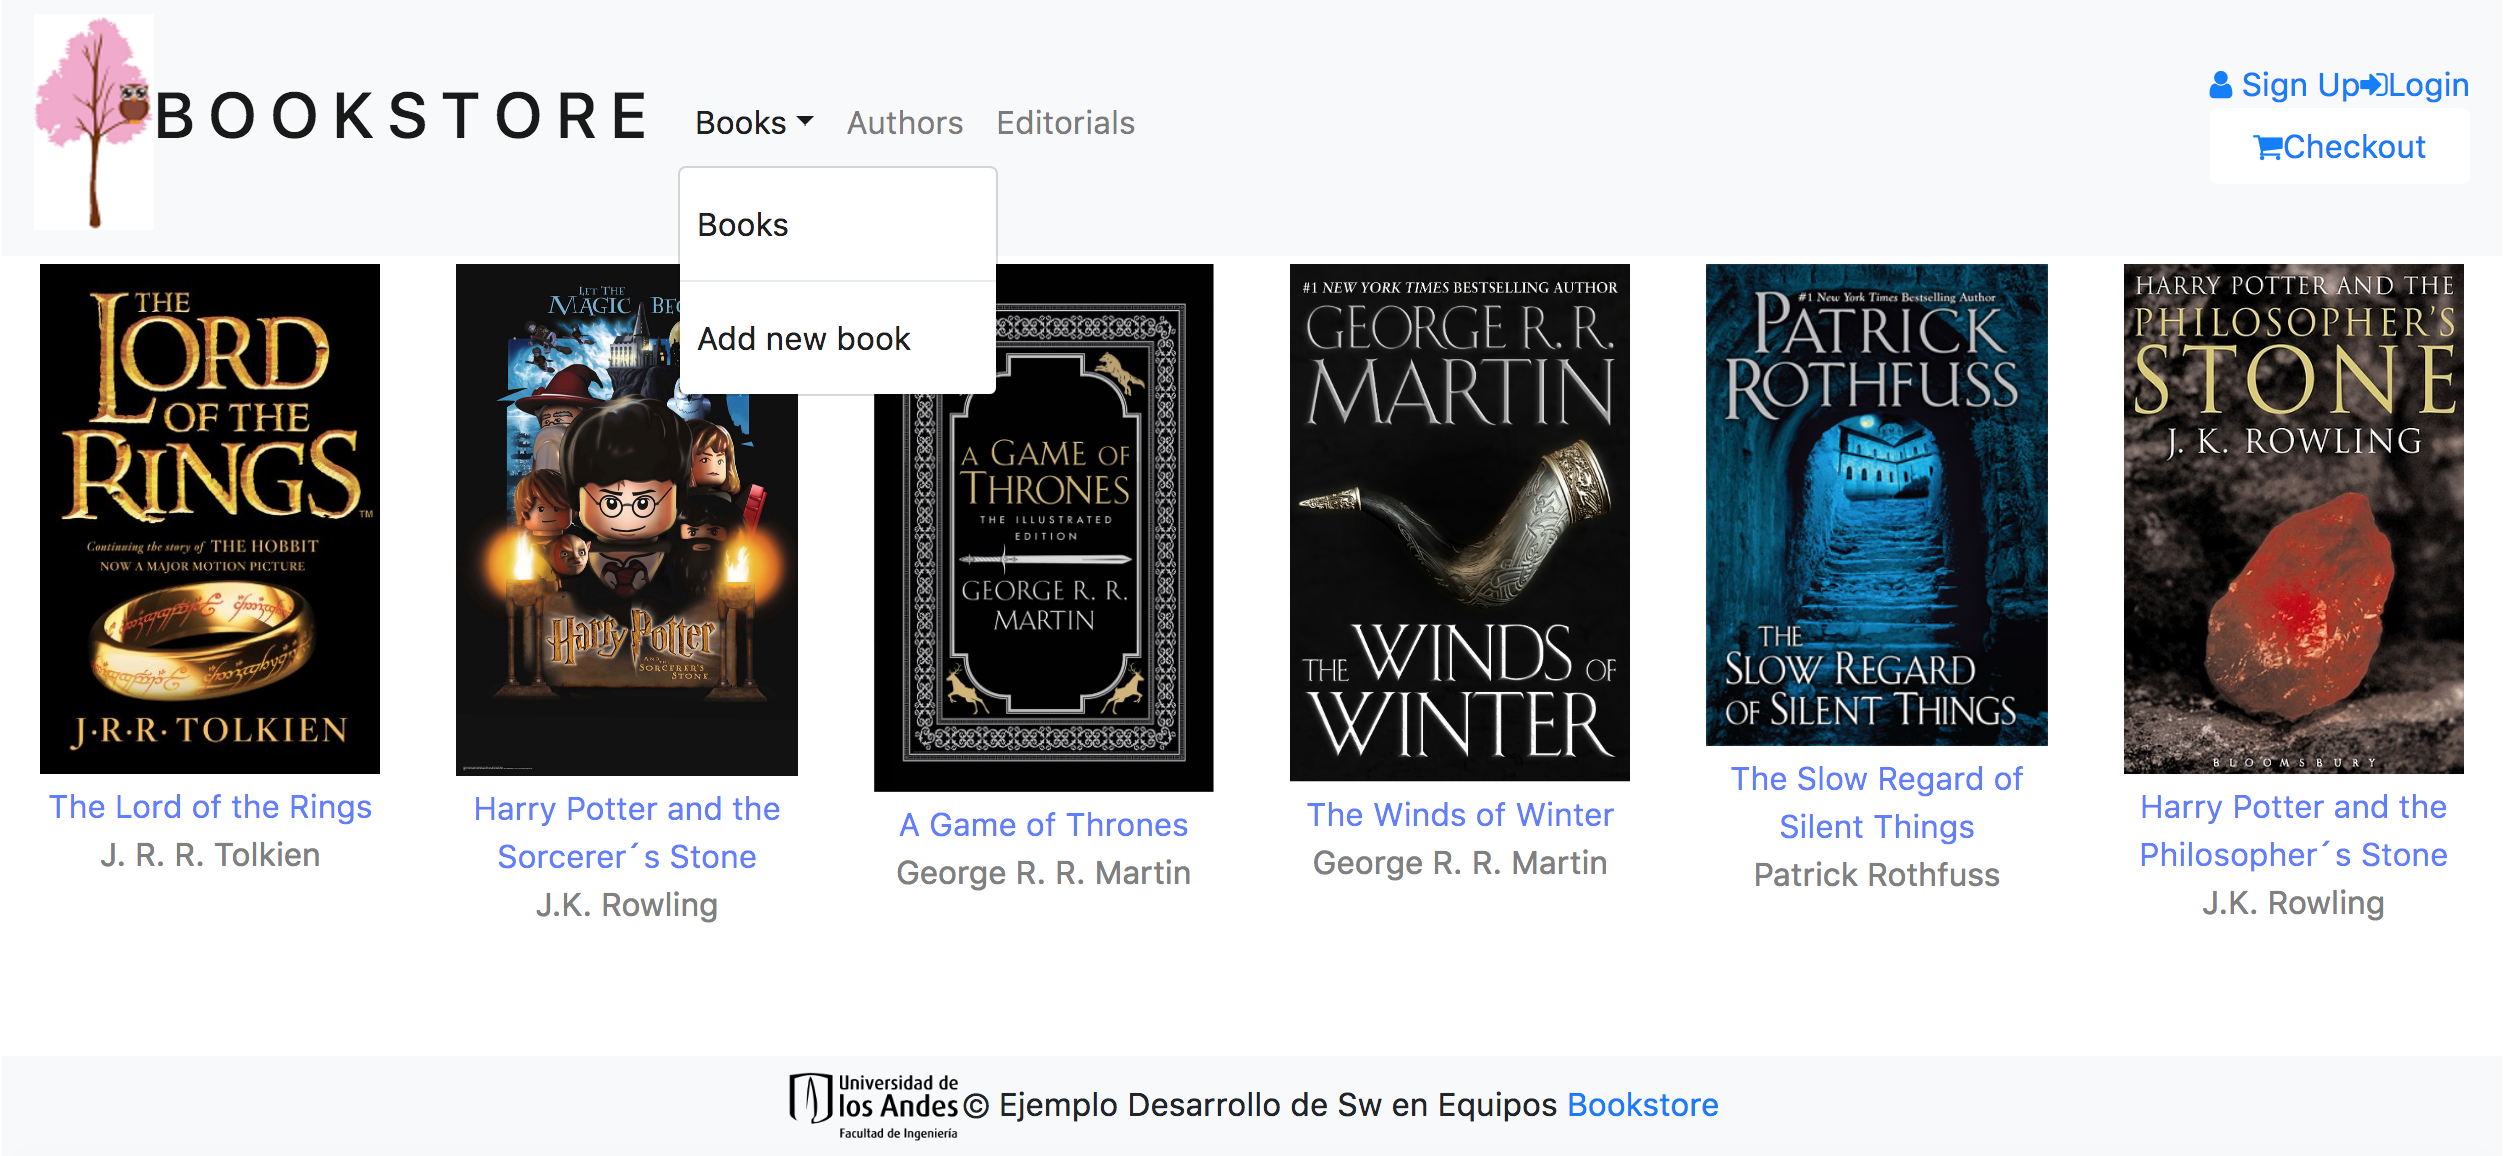 BOOKSTORE
Books
Authors
Editorials
Sign Up
Login
Checkout
Books
Add new book
THE
LORD
OF THE
RINGS
TM
Continuing the story of THE HOBBIT
NOW A MAJOR MOTION PICTURE
J·R·R·TOLKIEN
The Lord of the Rings
J. R. R. Tolkien
LET THE
MAGIC
Harry Potter
AND THE
SORCERER'S
STONE
Harry Potter and the
Sorcerer´s Stone
J.K. Rowling
A GAME OF
THRONES
THE ILLUSTRATED
EDITION
GEORGE R. R.
MARTIN
A Game of Thrones
George R. R. Martin
#1 NEW YORK TIMES BESTSELLING AUTHOR
GEORGE R. R.
MARTIN
THE WINDS OF
WINTER
The Winds of Winter
George R. R. Martin
#1 New York Times Bestselling Author
PATRICK
ROTHFUSS
THE
SLOW REGARD
OF SILENT THINGS
The Slow Regard of
Silent Things
Patrick Rothfuss
HARRY POTTER AND THE
PHILOSOPHER'S
STONE
J. K. ROWLING
BLOOMSBURY
Harry Potter and the
Philosopher´s Stone
J.K. Rowling
Universidad de
los Andes
Facultad de Ingeniería
© Ejemplo Desarrollo de Sw en Equipos Bookstore